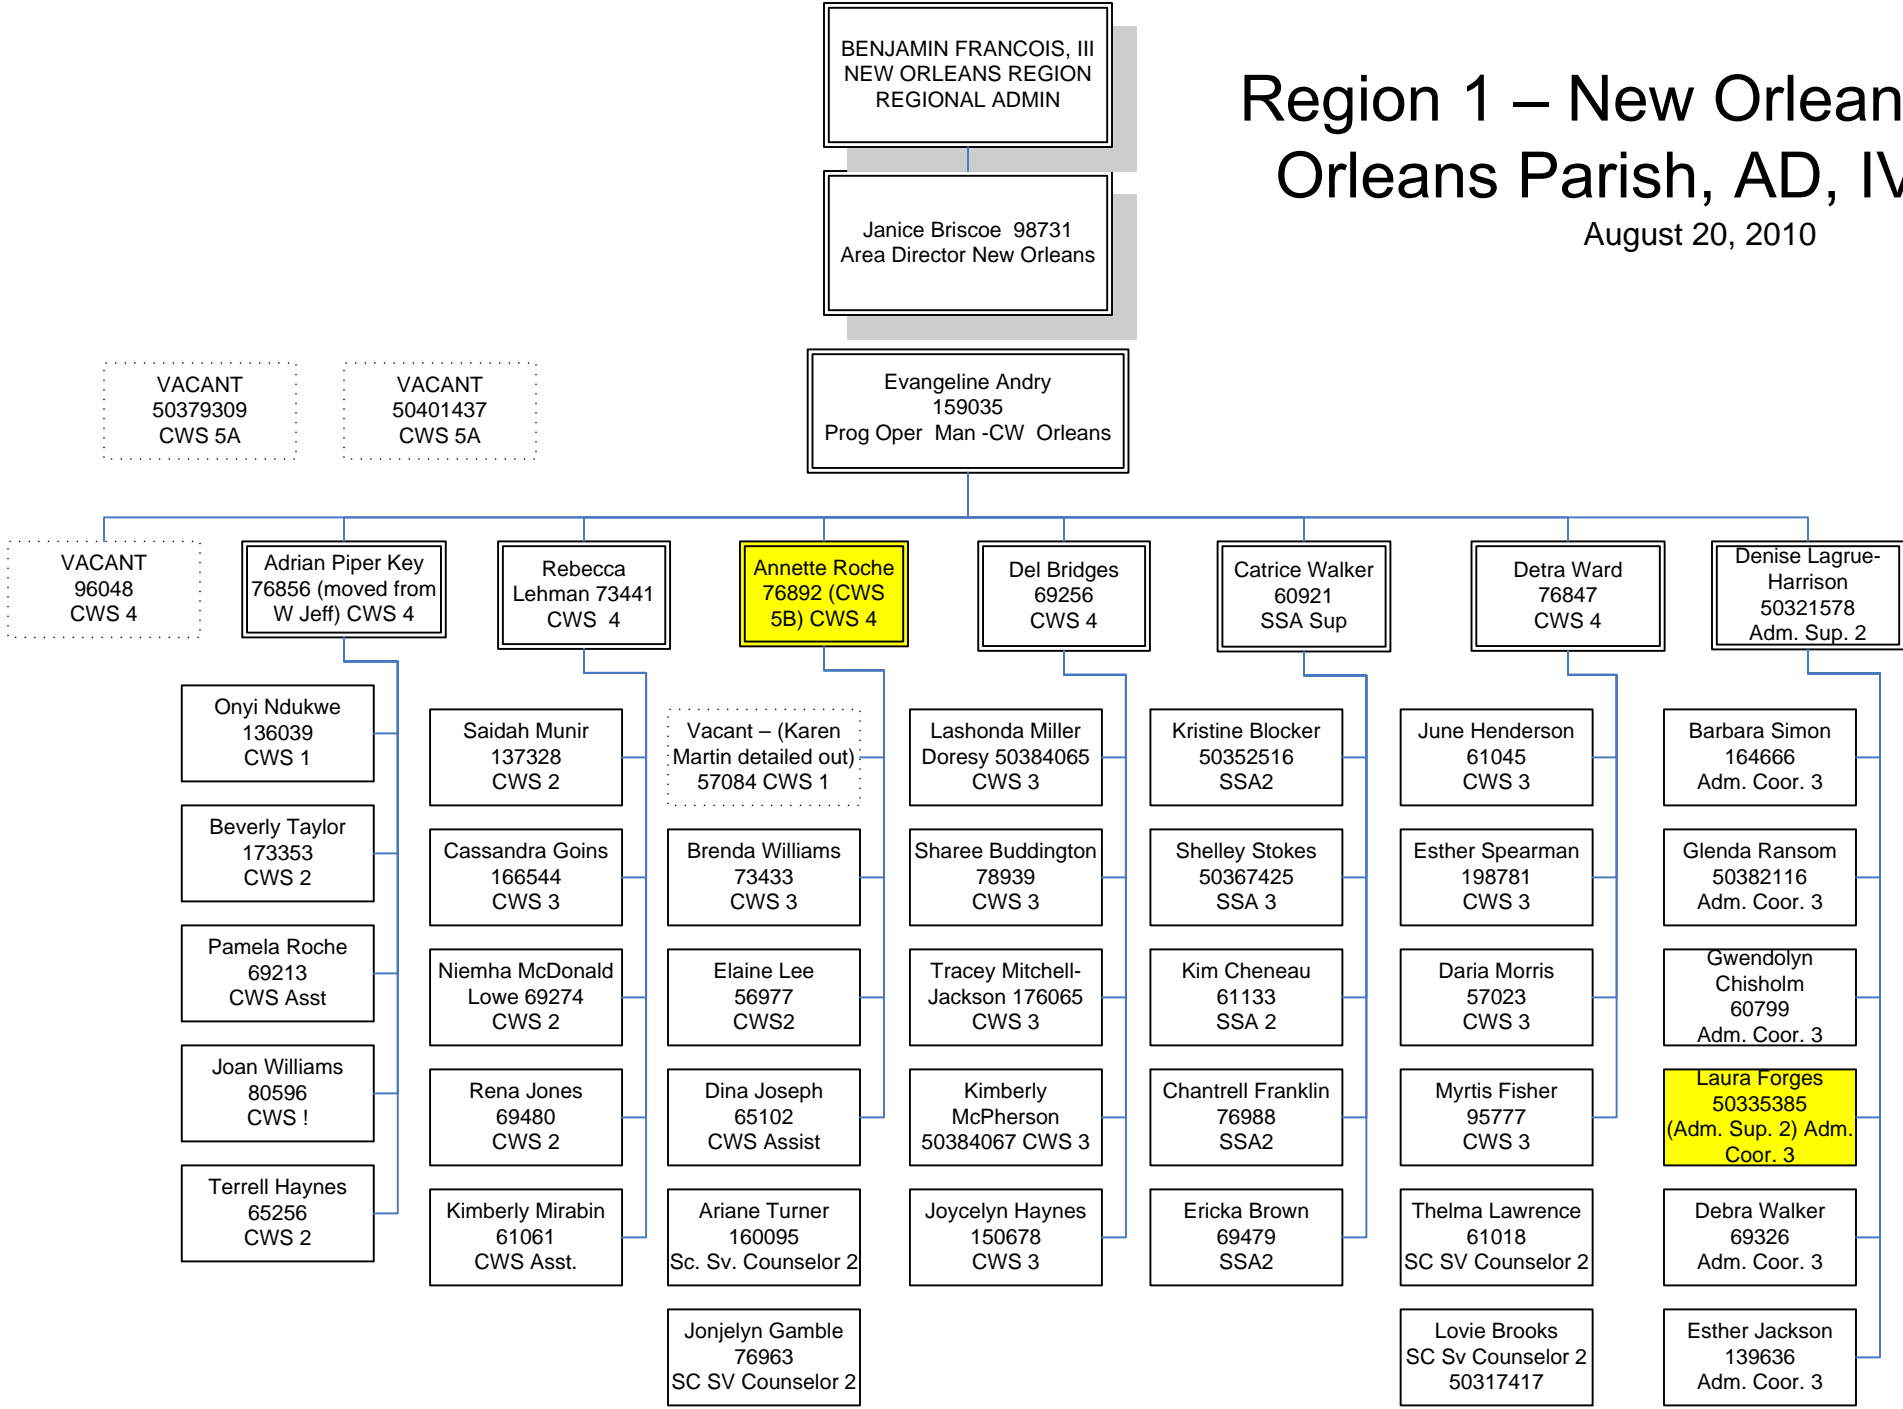 BENJAMIN FRANCOIS, III
NEW ORLEANS REGION
REGIONAL ADMIN
Region 1 – New Orlean
Orleans Parish, AD, IV
August 20, 2010
Janice Briscoe 98731
Area Director New Orleans
Evangeline Andry
159035
Prog Oper Man -CW Orleans
VACANT
50379309
CWS 5A
VACANT
50401437
CWS 5A
VACANT
96048
CWS 4
Adrian Piper Key
76856 (moved from
W Jeff) CWS 4
Rebecca
Lehman 73441
CWS 4
Annette Roche
76892 (CWS
5B) CWS 4
Del Bridges
69256
CWS 4
Catrice Walker
60921
SSA Sup
Detra Ward
76847
CWS 4
Denise Lagrue-
Harrison
50321578
Adm. Sup. 2
Onyi Ndukwe
136039
CWS 1
Beverly Taylor
173353
CWS 2
Pamela Roche
69213
CWS Asst
Joan Williams
80596
CWS !
Terrell Haynes
65256
CWS 2
Saidah Munir
137328
CWS 2
Cassandra Goins
166544
CWS 3
Niemha McDonald
Lowe 69274
CWS 2
Rena Jones
69480
CWS 2
Kimberly Mirabin
61061
CWS Asst.
Vacant – (Karen
Martin detailed out)
57084 CWS 1
Brenda Williams
73433
CWS 3
Elaine Lee
56977
CWS2
Dina Joseph
65102
CWS Assist
Ariane Turner
160095
Sc. Sv. Counselor 2
Jonjelyn Gamble
76963
SC SV Counselor 2
Lashonda Miller
Doresy 50384065
CWS 3
Sharee Buddington
78939
CWS 3
Tracey Mitchell-
Jackson 176065
CWS 3
Kimberly
McPherson
50384067 CWS 3
Joycelyn Haynes
150678
CWS 3
Kristine Blocker
50352516
SSA2
Shelley Stokes
50367425
SSA 3
Kim Cheneau
61133
SSA 2
Chantrell Franklin
76988
SSA2
Ericka Brown
69479
SSA2
June Henderson
61045
CWS 3
Esther Spearman
198781
CWS 3
Daria Morris
57023
CWS 3
Myrtis Fisher
95777
CWS 3
Thelma Lawrence
61018
SC SV Counselor 2
Lovie Brooks
SC Sv Counselor 2
50317417
Barbara Simon
164666
Adm. Coor. 3
Glenda Ransom
50382116
Adm. Coor. 3
Gwendolyn
Chisholm
60799
Adm. Coor. 3
Laura Forges
50335385
(Adm. Sup. 2) Adm.
Coor. 3
Debra Walker
69326
Adm. Coor. 3
Esther Jackson
139636
Adm. Coor. 3